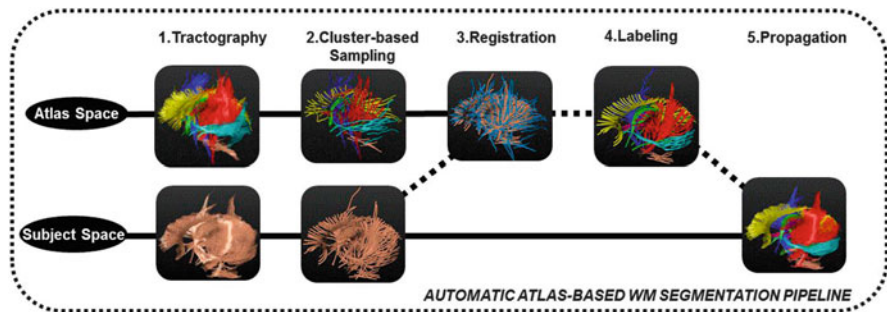 1.Tractography
2.Cluster-based
Sampling
3.Registration
4.Labeling
5.Propagation
Atlas Space
Subject Space
AUTOMATIC ATLAS-BASED WM SEGMENTATION PIPELINE